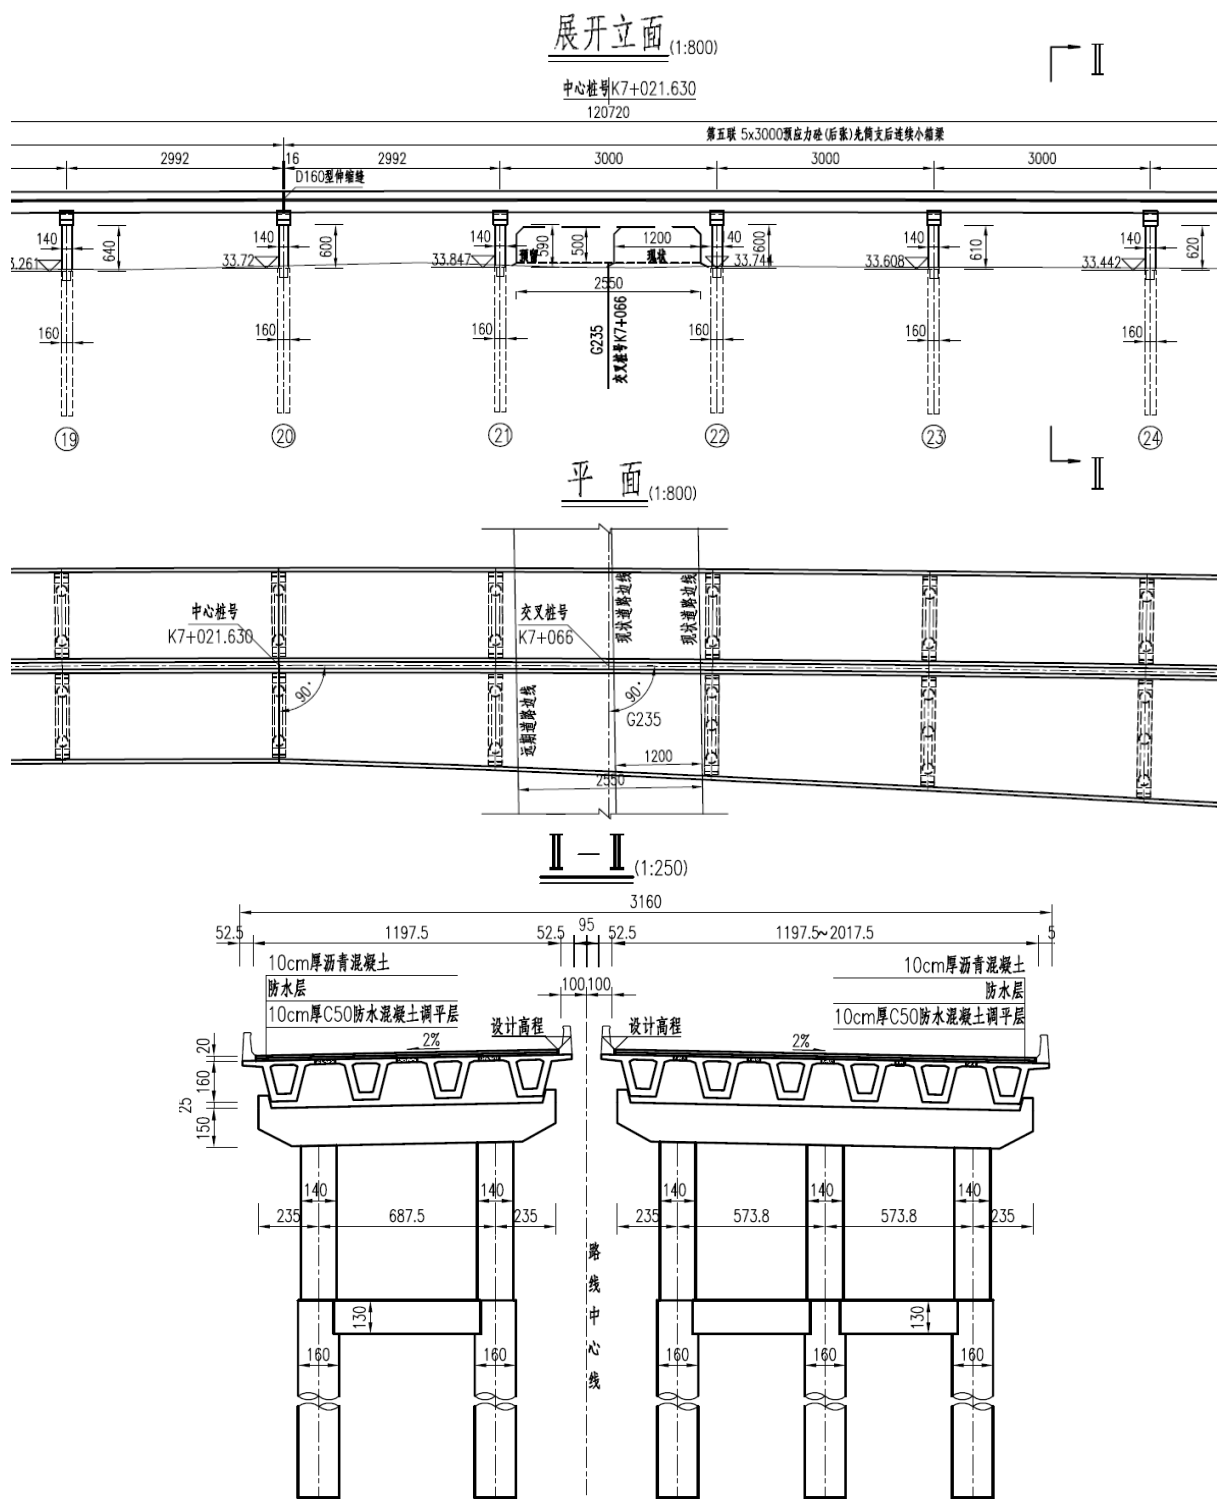 展开立面(1:800)
II
中心桩号K7+021.630
120720
第五联 5x3000预应力砼(后张)先简支后连续小箱梁
2992 16 2992 3000 3000 3000
D160型伸缩缝
140 640 140 600 140 590 500 1200 140 600 140 610 140 620
预留 现状
3.261 33.72 33.847 33.744 33.608 33.442
2550
160 160 160 160 160 160
G235
交叉桩号K7+066
19 20 21 22 23 24
II
平 面(1:800)
现状道路边线
现状道路边线
中心桩号
K7+021.630
交叉桩号
K7+066
90°
90°
远期道路边线
G235
1200
2550
II—II(1:250)
3160
52.5 1197.5 52.5 95 52.5 1197.5~2017.5 5
10cm厚沥青混凝土
防水层
10cm厚C50防水混凝土调平层
100 100
10cm厚沥青混凝土
防水层
10cm厚C50防水混凝土调平层
设计高程 设计高程
2% 2%
20
160
25
150
140 140 140 140 140
235 687.5 235 235 573.8 573.8 235
路线中心线
130 130
160 160 160 160 160